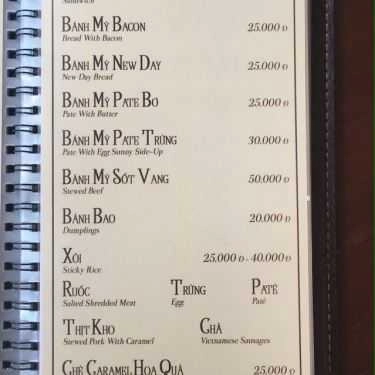 Sandwich
BÁNH MỲ BACON 25.000 Đ
Bread With Bacon
BÁNH MỲ NEW DAY 25.000 Đ
New Day Bread
BÁNH MỲ PATE BƠ 25.000 Đ
Pate With Butter
BÁNH MỲ PATE TRỨNG 30.000 Đ
Pate With Egg Sunny Side-Up
BÁNH MỲ SỐT VANG 50.000 Đ
Stewed Beef
BÁNH BAO 20.000 Đ
Dumplings
XÔI 25.000 Đ - 40.000 Đ
Sticky Rice
RUỐC TRỨNG PATÊ
Salted Shredded Meat Egg Paté
THỊT KHO CHẢ
Stewed Pork With Caramel Vietnamese Sausages
CHÈ CARAMEL HOA QUẢ 25.000 Đ